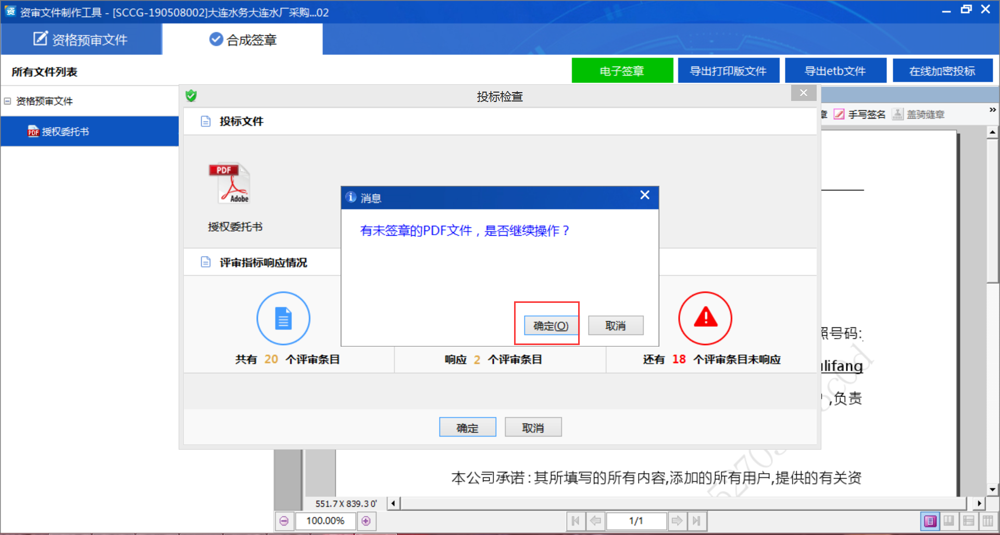 资审文件制作工具 - [SCCG-190508002]大连水务大连水厂采购...02
资格预审文件
合成签章
所有文件列表
电子签章
导出打印版文件
导出etb文件
在线加密投标
资格预审文件
授权委托书
投标检查
章
手写签名
盖骑缝章
投标文件
PDF
Adobe
授权委托书
消息
有未签章的PDF文件，是否继续操作？
确定(O)
取消
评审指标响应情况
共有 20 个评审条目
响应 2 个评审条目
还有 18 个评审条目未响应
确定
取消
照号码:
lifang
,负责
本公司承诺:其所填写的所有内容,添加的所有用户,提供的有关资
551.7 X 839.3 0'
100.00%
1/1